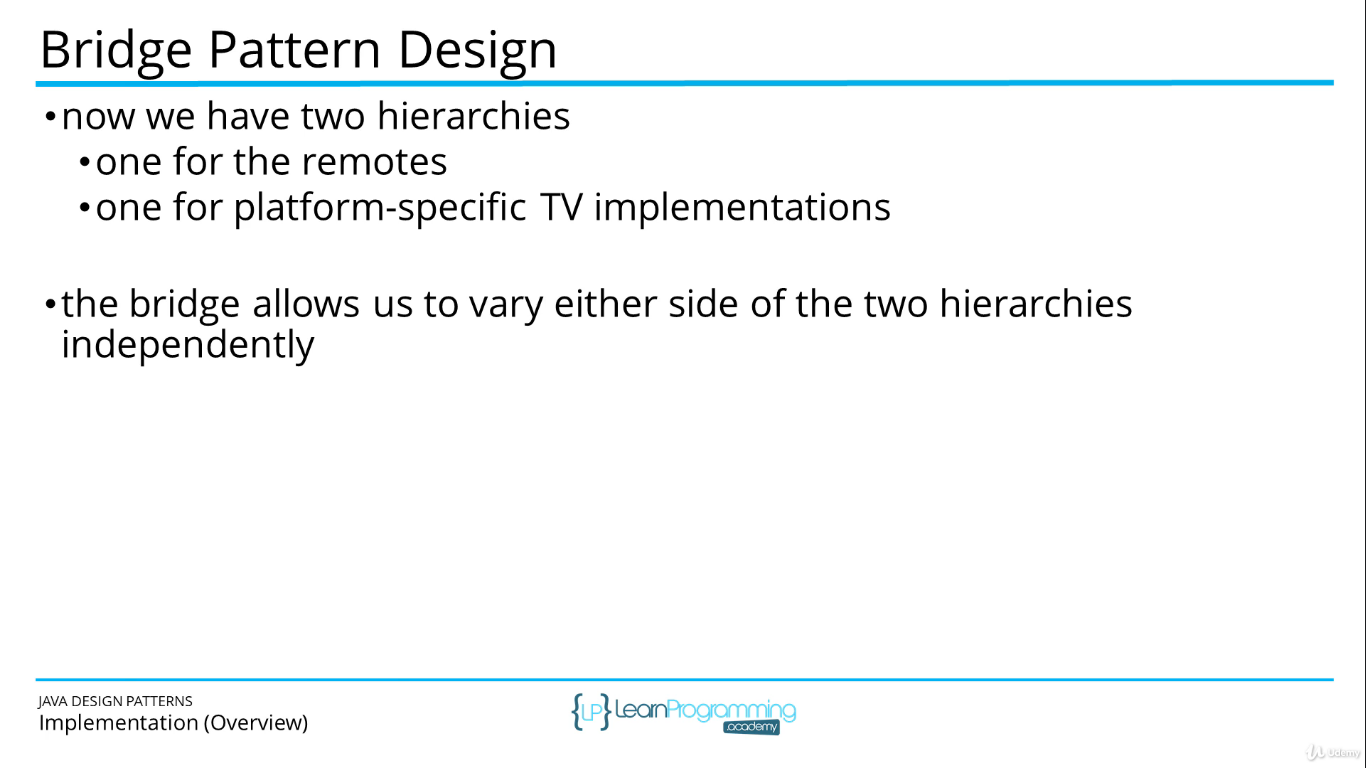 Bridge Pattern Design
•now we have two hierarchies
•one for the remotes
•one for platform-specific TV implementations
•the bridge allows us to vary either side of the two hierarchies
independently
JAVA DESIGN PATTERNS
Implementation (Overview)
{LP} LearnProgramming
.academy
Udemy